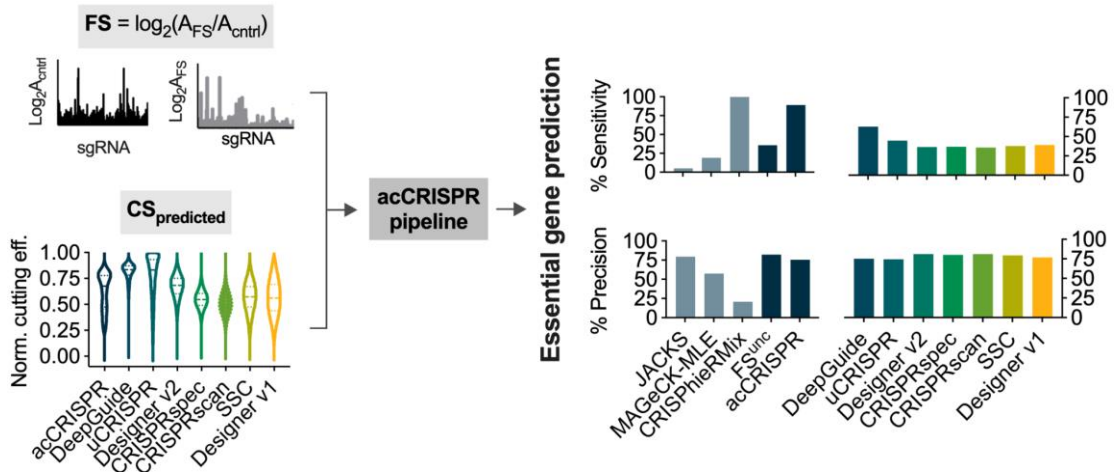 FS = log2(AFS/Acntrl)
Log2Acntrl
sgRNA
Log2AFS
sgRNA
CSpredicted
Norm. cutting eff.
1.00
0.75
0.50
0.25
0.00
acCRISPR
DeepGuide
uCRISPR
Designer v2
CRISPRspec
CRISPRscan
SSC
Designer v1
acCRISPR
pipeline
Essential gene prediction
% Sensitivity
100
75
50
25
0
100
75
50
25
0
% Precision
100
75
50
25
0
100
75
50
25
0
JACKS
MAGeCK-MLE
CRISPhieRMix
FSunc
acCRISPR
DeepGuide
uCRISPR
Designer v2
CRISPRspec
CRISPRscan
SSC
Designer v1